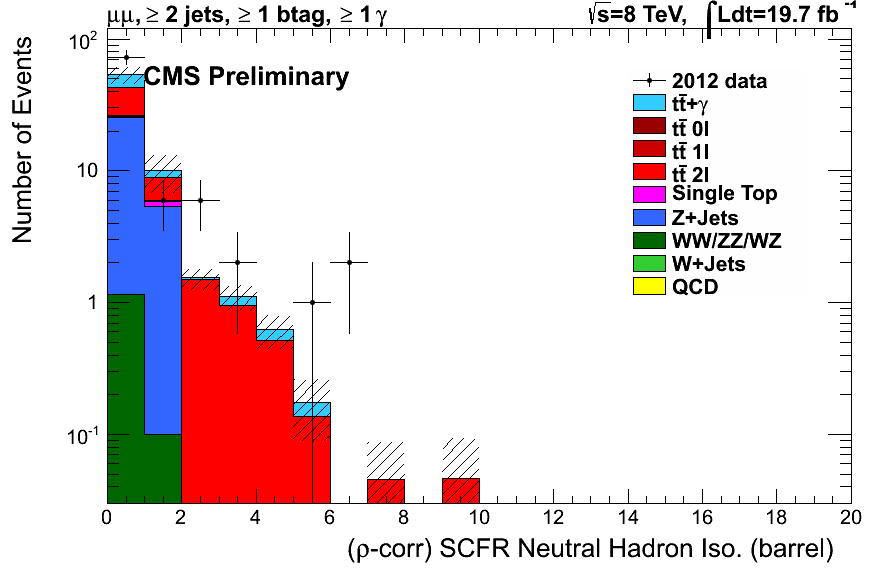 μμ, ≥ 2 jets, ≥ 1 btag, ≥ 1 γ
√s=8 TeV, ∫Ldt=19.7 fb⁻¹
CMS Preliminary
Number of Events
10²
10
1
10⁻¹
2012 data
tt̄+γ
tt̄ 0l
tt̄ 1l
tt̄ 2l
Single Top
Z+Jets
WW/ZZ/WZ
W+Jets
QCD
0 2 4 6 8 10 12 14 16 18 20
(ρ-corr) SCFR Neutral Hadron Iso. (barrel)